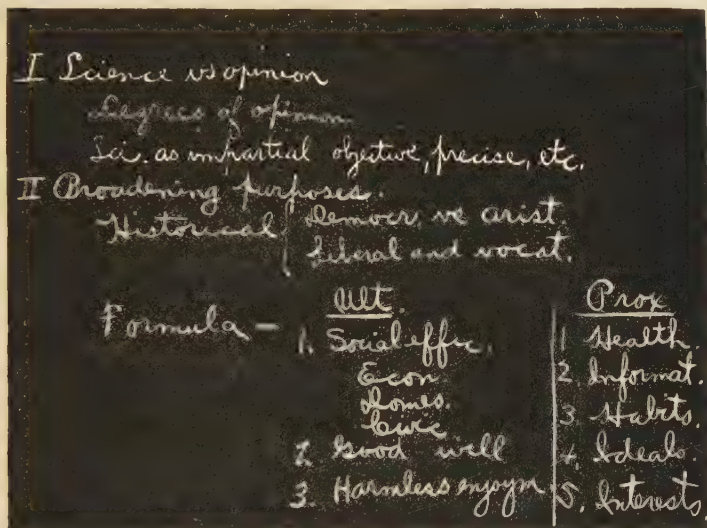 I Science vs opinion
Degrees of opinion
Sci. as impartial objective, precise, etc.
II Broadening purposes.
Historical Democr. vs arist.
Liberal and vocat.
Formula - Ult.
1. Social effic.
Econ
Domes.
Civic
2. Good will
3. Harmless enjoym.
Prox
1 Health.
2. Informat.
3. Habits.
4. Ideals.
5. Interests.